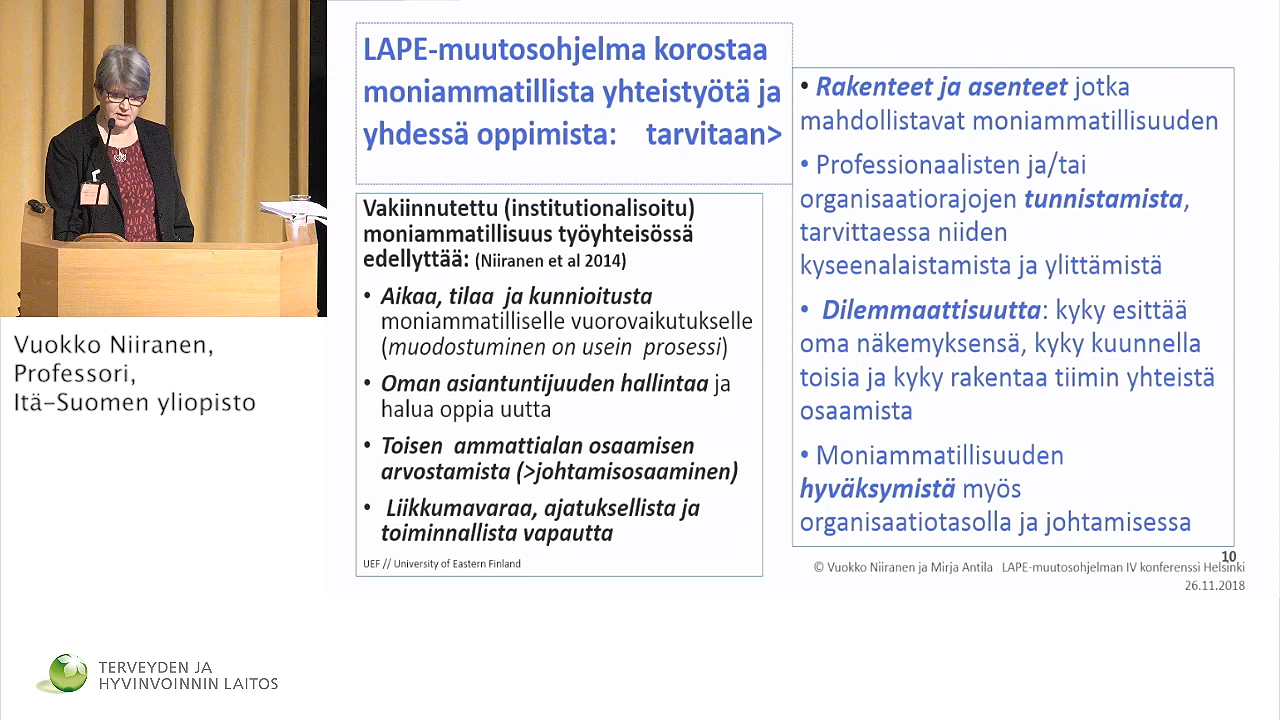 LAPE-muutosohjelma korostaa
moniammatillista yhteistyötä ja
yhdessä oppimista: tarvitaan>
Vakiinnutettu (institutionalisoitu)
moniammatillisuus työyhteisössä
edellyttää: (Niiranen et al 2014)
• Aikaa, tilaa ja kunnioitusta
moniammatilliselle vuorovaikutukselle
(muodostuminen on usein prosessi)
• Oman asiantuntijuuden hallintaa ja
halua oppia uutta
• Toisen ammattialan osaamisen
arvostamista (>johtamisosaaminen)
• Liikkumavaraa, ajatuksellista ja
toiminnallista vapautta
UEF // University of Eastern Finland
• Rakenteet ja asenteet jotka
mahdollistavat moniammatillisuuden
• Professionaalisten ja/tai
organisaatiorajojen tunnistamista,
tarvittaessa niiden
kyseenalaistamista ja ylittämistä
• Dilemmaattisuutta: kyky esittää
oma näkemyksensä, kyky kuunnella
toisia ja kyky rakentaa tiimin yhteistä
osaamista
• Moniammatillisuuden
hyväksymistä myös
organisaatiotasolla ja johtamisessa
10
© Vuokko Niiranen ja Mirja Antila LAPE-muutosohjelman IV konferenssi Helsinki
26.11.2018
Vuokko Niiranen,
Professori,
Itä-Suomen yliopisto
TERVEYDEN JA
HYVINVOINNIN LAITOS